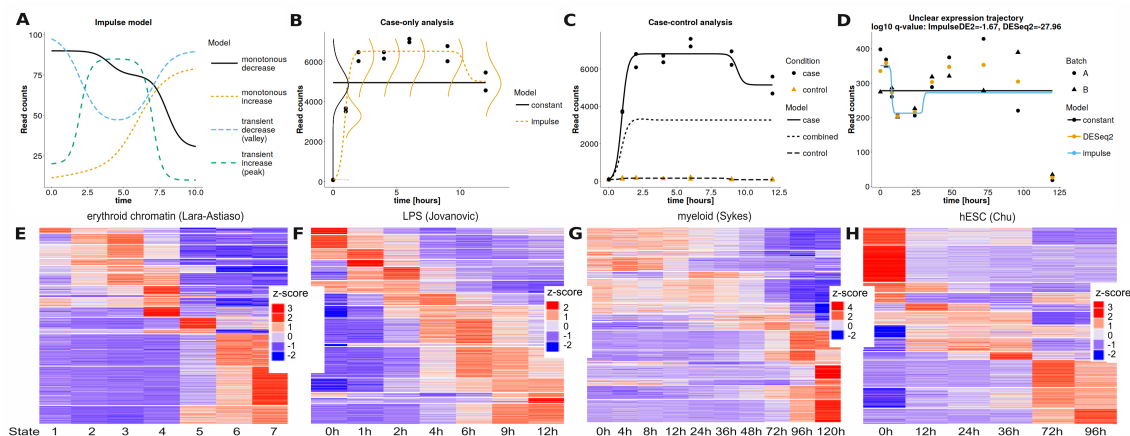 A
Impulse model
Read counts
100
75
50
25
0.0
2.5
5.0
7.5
10.0
time
Model
monotonous
decrease
monotonous
increase
transient
decrease
(valley)
transient
increase
(peak)
B
Case-only analysis
Read counts
6000
4000
2000
0
0
5
10
time [hours]
Model
constant
impulse
C
Case-control analysis
Read counts
8000
6000
4000
2000
0
0.0
2.5
5.0
7.5
10.0
12.5
time [hours]
Condition
case
control
Model
case
combined
control
D
Unclear expression trajectory
log10 q-value: ImpulseDE2=-1.67, DESeq2=-27.96
Read counts
400
300
200
100
0
0
25
50
75
100
125
time [hours]
Batch
A
B
Model
constant
DESeq2
impulse
E
erythroid chromatin (Lara-Astiaso)
z-score
3
2
1
0
-1
-2
State 1 2 3 4 5 6 7
F
LPS (Jovanovic)
z-score
2
1
0
-1
-2
0h 1h 2h 4h 6h 9h 12h
G
myeloid (Sykes)
z-score
4
2
0
-2
0h 4h 8h 12h 24h 36h 48h 72h 96h 120h
H
hESC (Chu)
z-score
3
2
1
0
-1
-2
0h 12h 24h 36h 72h 96h